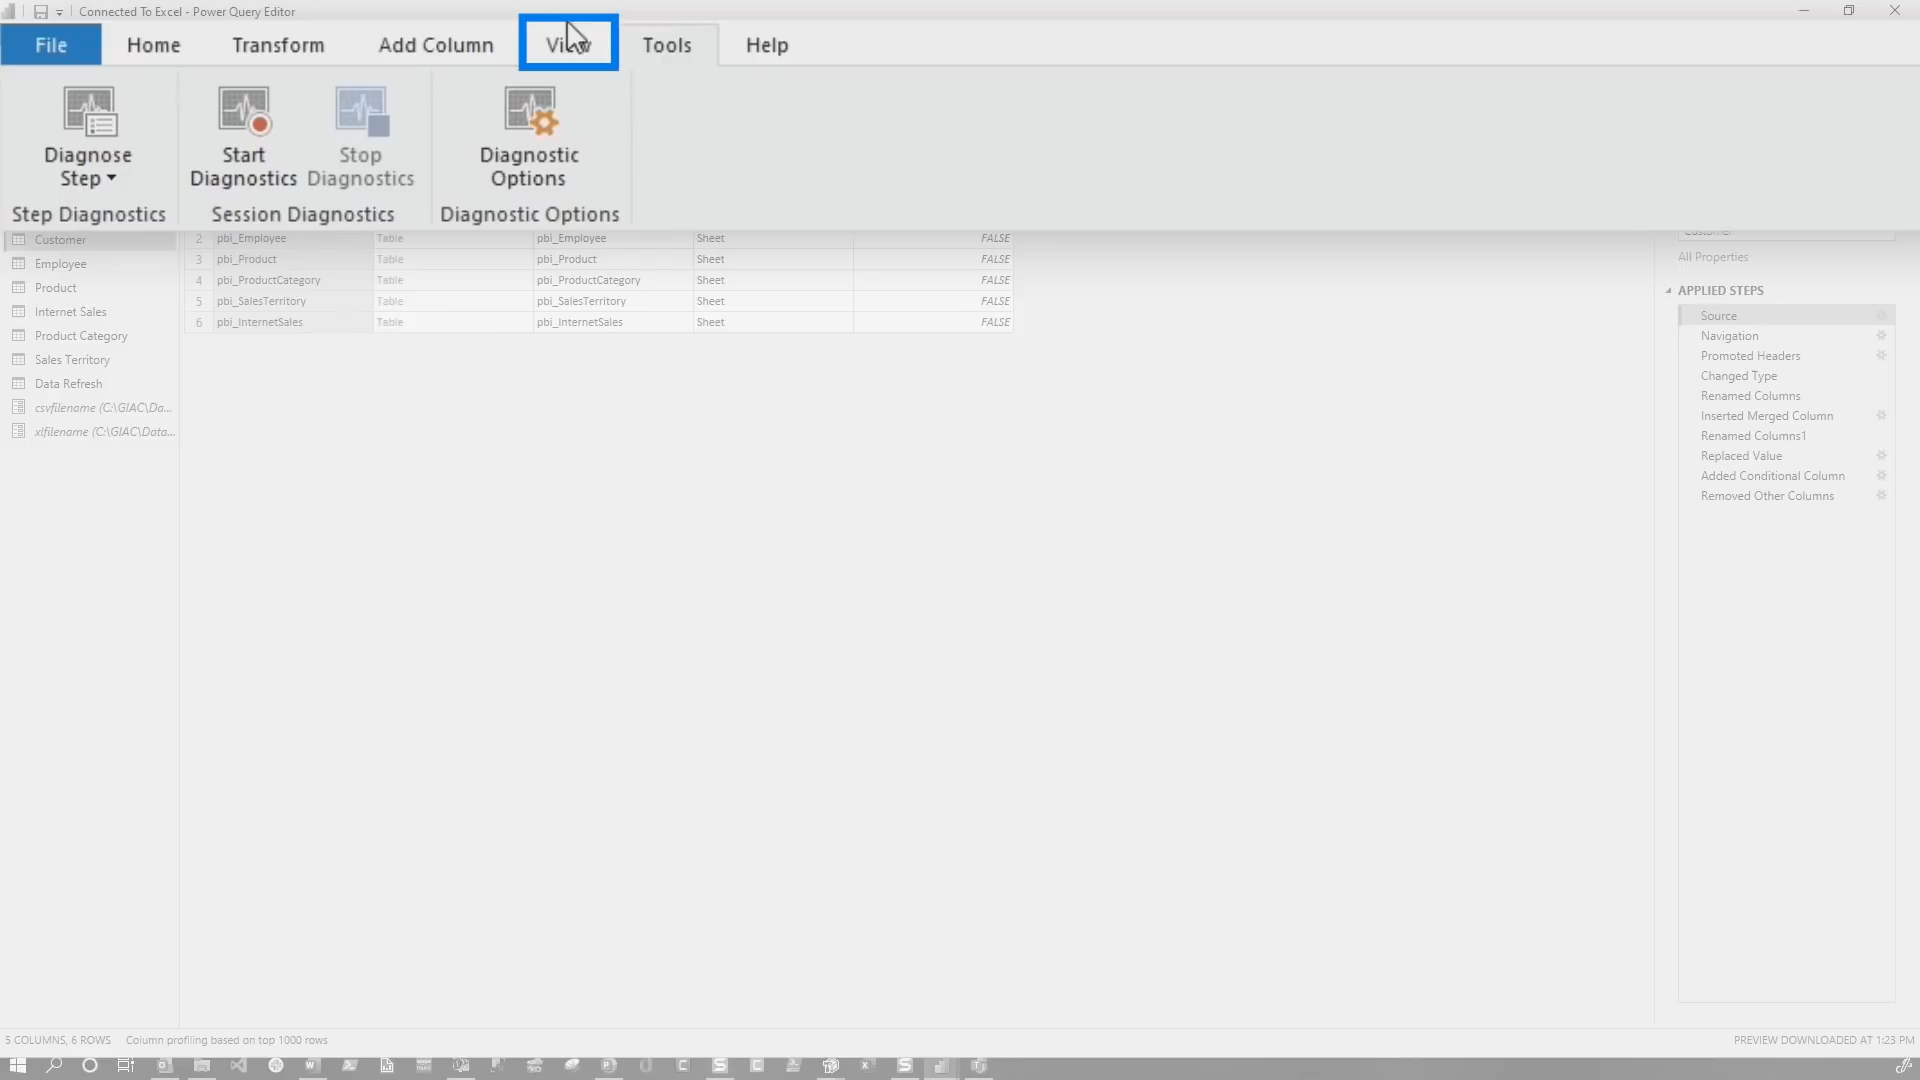 Connected To Excel - Power Query Editor
File Home Transform Add Column View Tools Help
Diagnose Step
Start Diagnostics
Stop Diagnostics
Diagnostic Options
Step Diagnostics
Session Diagnostics
Diagnostic Options
Customer
Employee
Product
Internet Sales
Product Category
Sales Territory
Data Refresh
csvfilename (C:\GIAC\Da...
xlfilename (C:\GIAC\Data...
2 pbi_Employee Table pbi_Employee Sheet FALSE
3 pbi_Product Table pbi_Product Sheet FALSE
4 pbi_ProductCategory Table pbi_ProductCategory Sheet FALSE
5 pbi_SalesTerritory Table pbi_SalesTerritory Sheet FALSE
6 pbi_InternetSales Table pbi_InternetSales Sheet FALSE
Customer
All Properties
APPLIED STEPS
Source
Navigation
Promoted Headers
Changed Type
Renamed Columns
Inserted Merged Column
Renamed Columns1
Replaced Value
Added Conditional Column
Removed Other Columns
5 COLUMNS, 6 ROWS Column profiling based on top 1000 rows
PREVIEW DOWNLOADED AT 1:23 PM